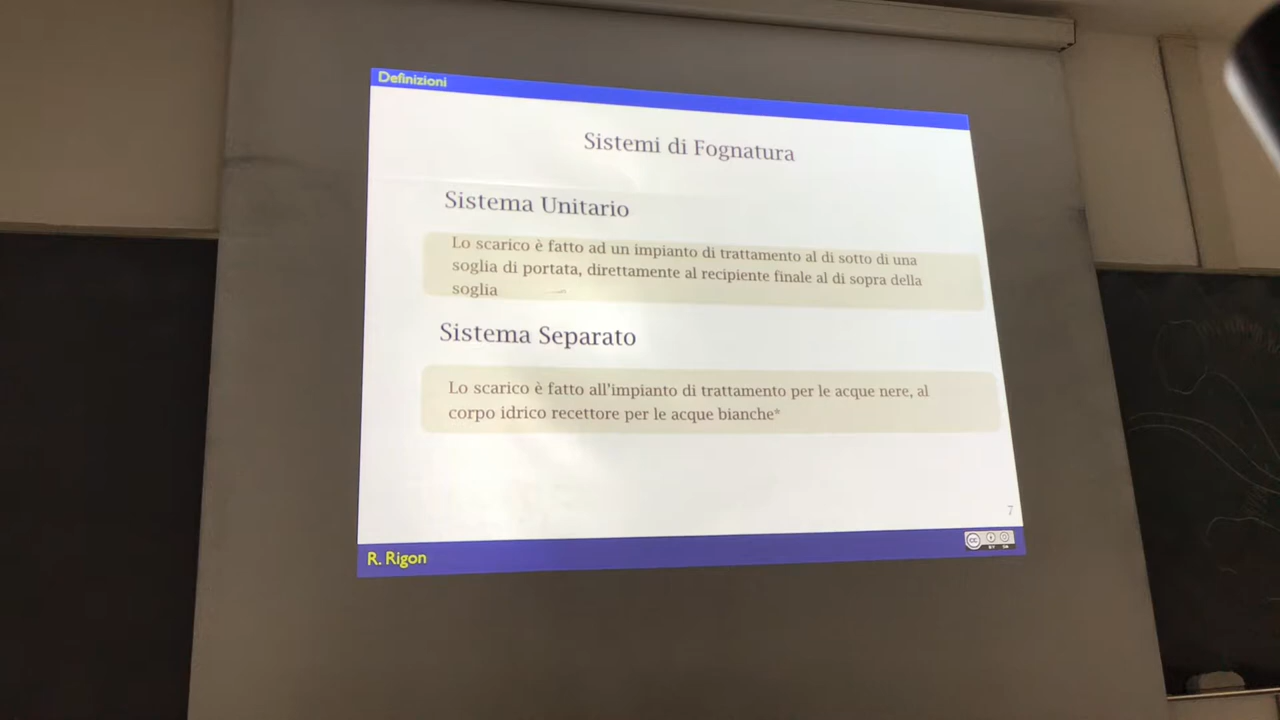 Definizioni
Sistemi di Fognatura
Sistema Unitario
Lo scarico è fatto ad un impianto di trattamento al di sotto di una
soglia di portata, direttamente al recipiente finale al di sopra della
soglia
Sistema Separato
Lo scarico è fatto all'impianto di trattamento per le acque nere, al
corpo idrico recettore per le acque bianche*
7
R. Rigon